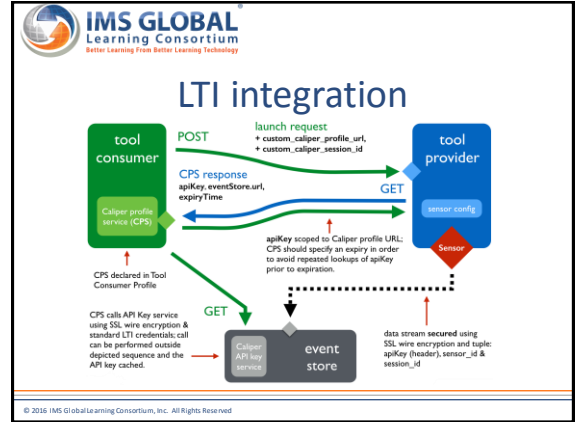 IMS GLOBAL
Learning Consortium
Better Learning From Better Learning Technology
LTI integration
tool
consumer
POST
launch request
+ custom_caliper_profile_url,
+ custom_caliper_session_id
tool
provider
CPS response
apiKey, eventStore.url,
expiryTime
GET
Caliper profile
service (CPS)
sensor config
apiKey scoped to Caliper profile URL;
CPS should specify an expiry in order
to avoid repeated lookups of apiKey
prior to expiration.
Sensor
CPS declared in Tool
Consumer Profile
CPS calls API Key service
using SSL wire encryption &
standard LTI credentials; call
can be performed outside
depicted sequence and the
API key cached.
GET
Caliper
API key
service
event
store
data stream secured using
SSL wire encryption and tuple:
apiKey (header), sensor_id &
session_id
© 2016 IMS Global Learning Consortium, Inc. All Rights Reserved